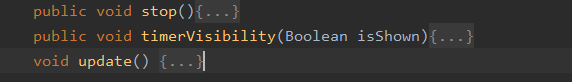 public void stop(){...}
public void timerVisibility(Boolean isShown){...}
void update() {...}